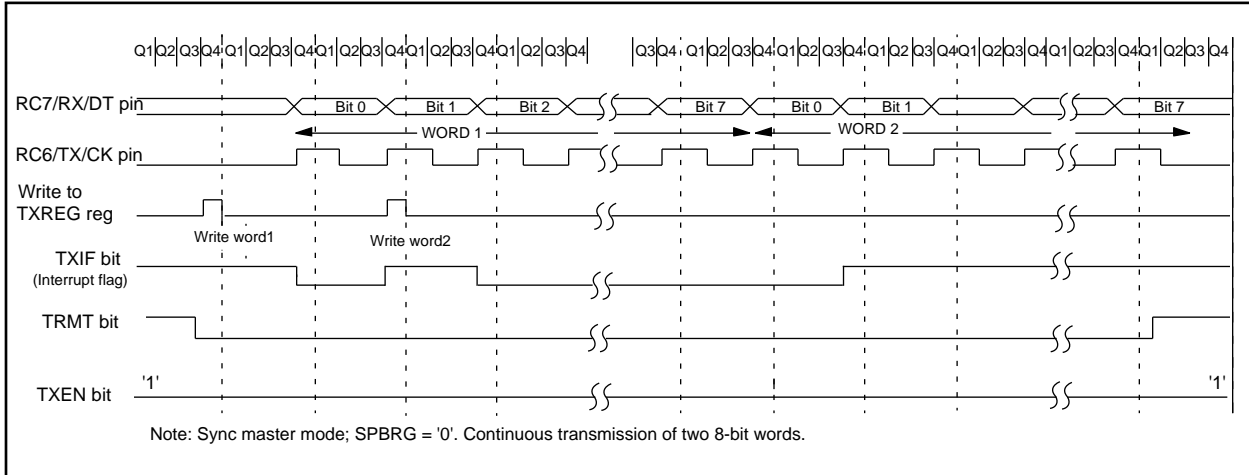 Q1 Q2 Q3 Q4 Q1 Q2 Q3 Q4 Q1 Q2 Q3 Q4 Q1 Q2 Q3 Q4 Q1 Q2 Q3 Q4 Q3 Q4 Q1 Q2 Q3 Q4 Q1 Q2 Q3 Q4 Q1 Q2 Q3 Q4 Q1 Q2 Q3 Q4 Q1 Q2 Q3 Q4 Q1 Q2 Q3 Q4
RC7/RX/DT pin Bit 0 Bit 1 Bit 2 Bit 7 Bit 0 Bit 1 Bit 7
WORD 1 WORD 2
RC6/TX/CK pin
Write to
TXREG reg
Write word1 Write word2
TXIF bit
(Interrupt flag)
TRMT bit
'1' '1'
TXEN bit
Note: Sync master mode; SPBRG = '0'. Continuous transmission of two 8-bit words.